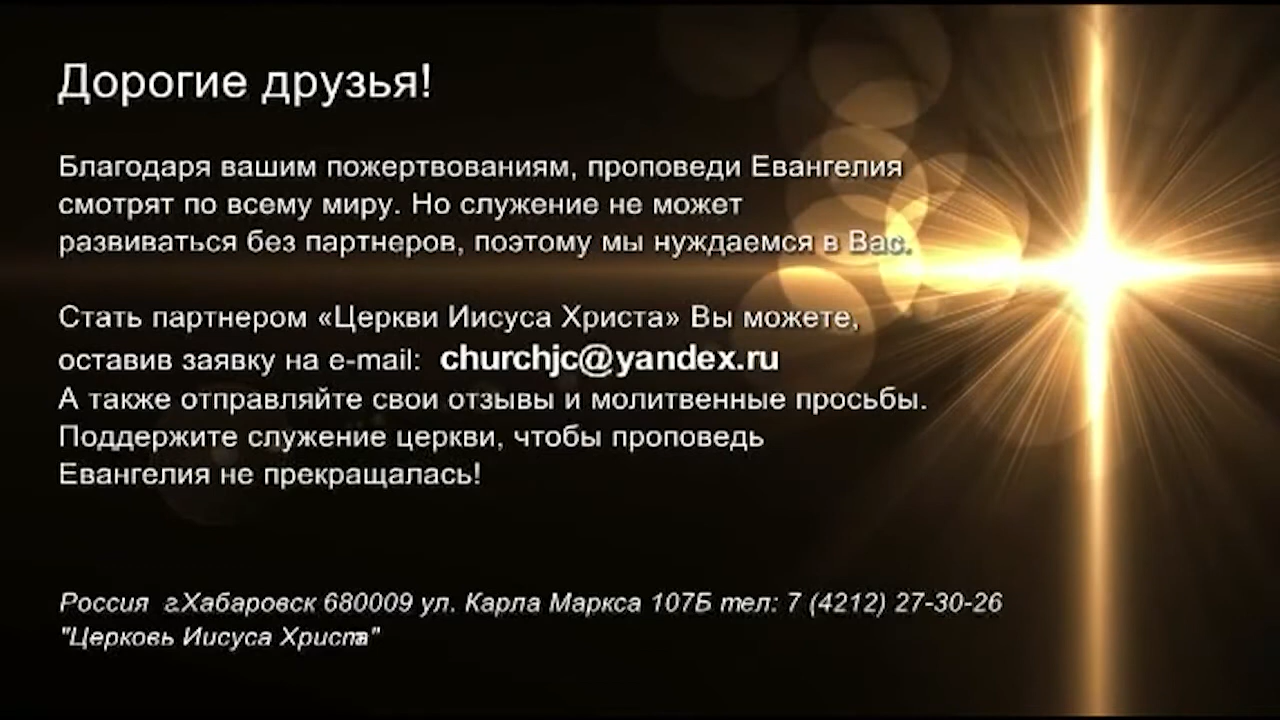 Дорогие друзья!
Благодаря вашим пожертвованиям, проповеди Евангелия
смотрят по всему миру. Но служение не может
развиваться без партнеров, поэтому мы нуждаемся в Вас.
Стать партнером «Церкви Иисуса Христа» Вы можете,
оставив заявку на e-mail: churchjc@yandex.ru
А также отправляйте свои отзывы и молитвенные просьбы.
Поддержите служение церкви, чтобы проповедь
Евангелия не прекращалась!
Россия г.Хабаровск 680009 ул. Карла Маркса 107Б тел: 7 (4212) 27-30-26
"Церковь Иисуса Христа"